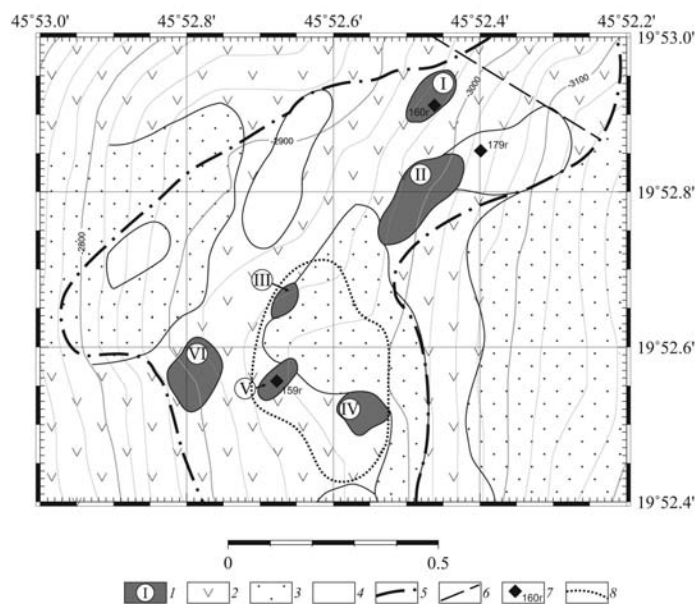 45°53.0' 45°52.8' 45°52.6' 45°52.4' 45°52.2'
19°53.0'
I
160r
-3000
-3100
179r
-2900
II
19°52.8'
-2800
III
19°52.6'
VI
V
159r
IV
19°52.4'
0 0.5
I 1 2 3 4 5 6 160r 7 8